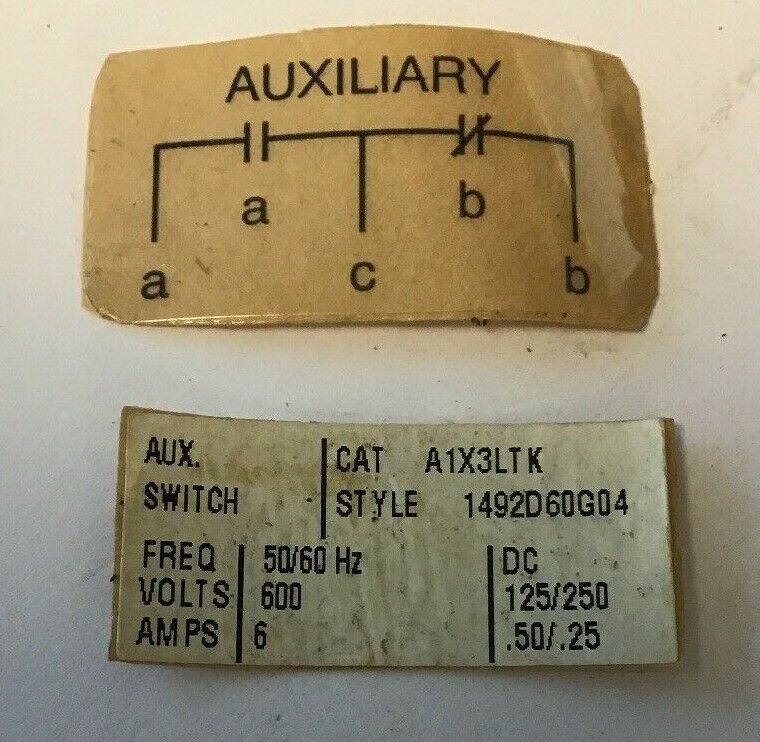 AUXILIARY
a b
a c b
AUX. CAT A1X3LTK
SWITCH STYLE 1492D60G04
FREQ 50/60 Hz DC
VOLTS 600 125/250
AMPS 6 .50/.25